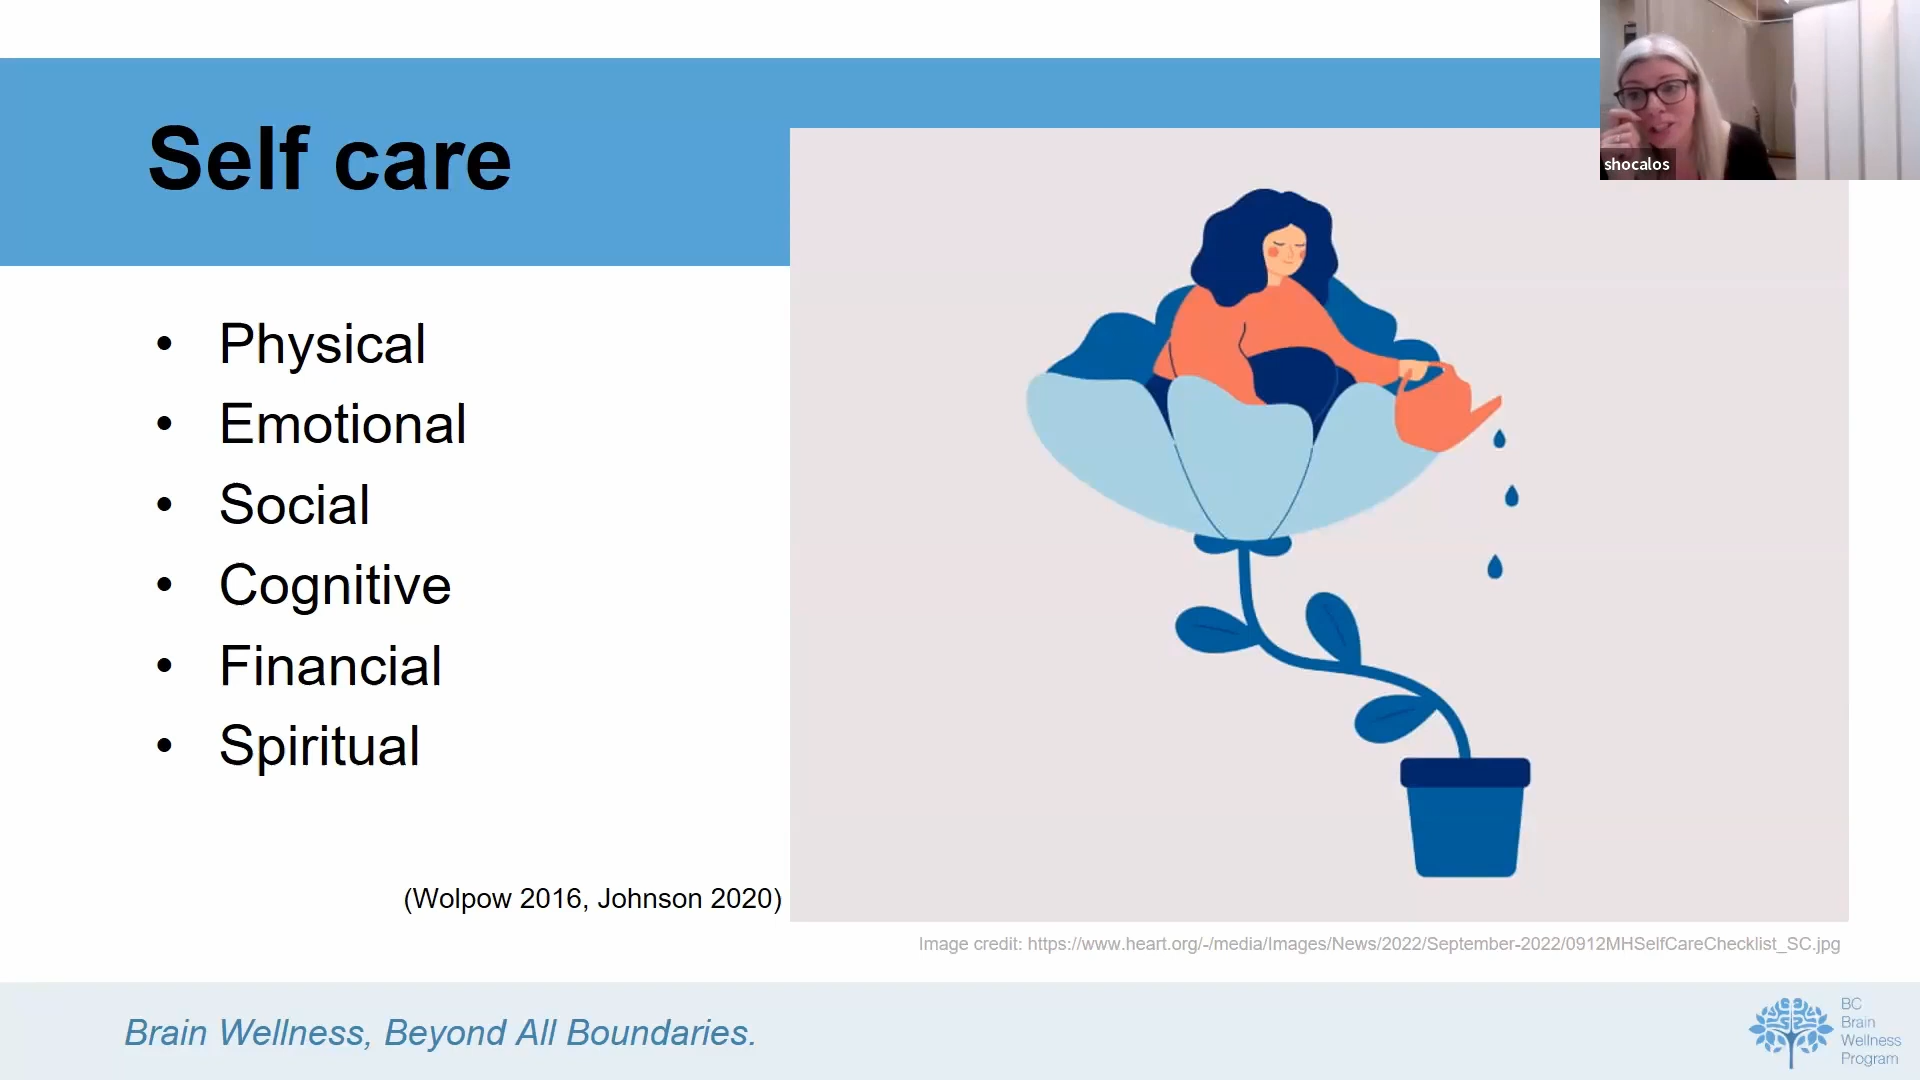 shocalos
Self care
• Physical
• Emotional
• Social
• Cognitive
• Financial
• Spiritual
(Wolpow 2016, Johnson 2020)
Image credit: https://www.heart.org/-/media/Images/News/2022/September-2022/0912MHSelfCareChecklist_SC.jpg
Brain Wellness, Beyond All Boundaries.
BC
Brain
Wellness
Program